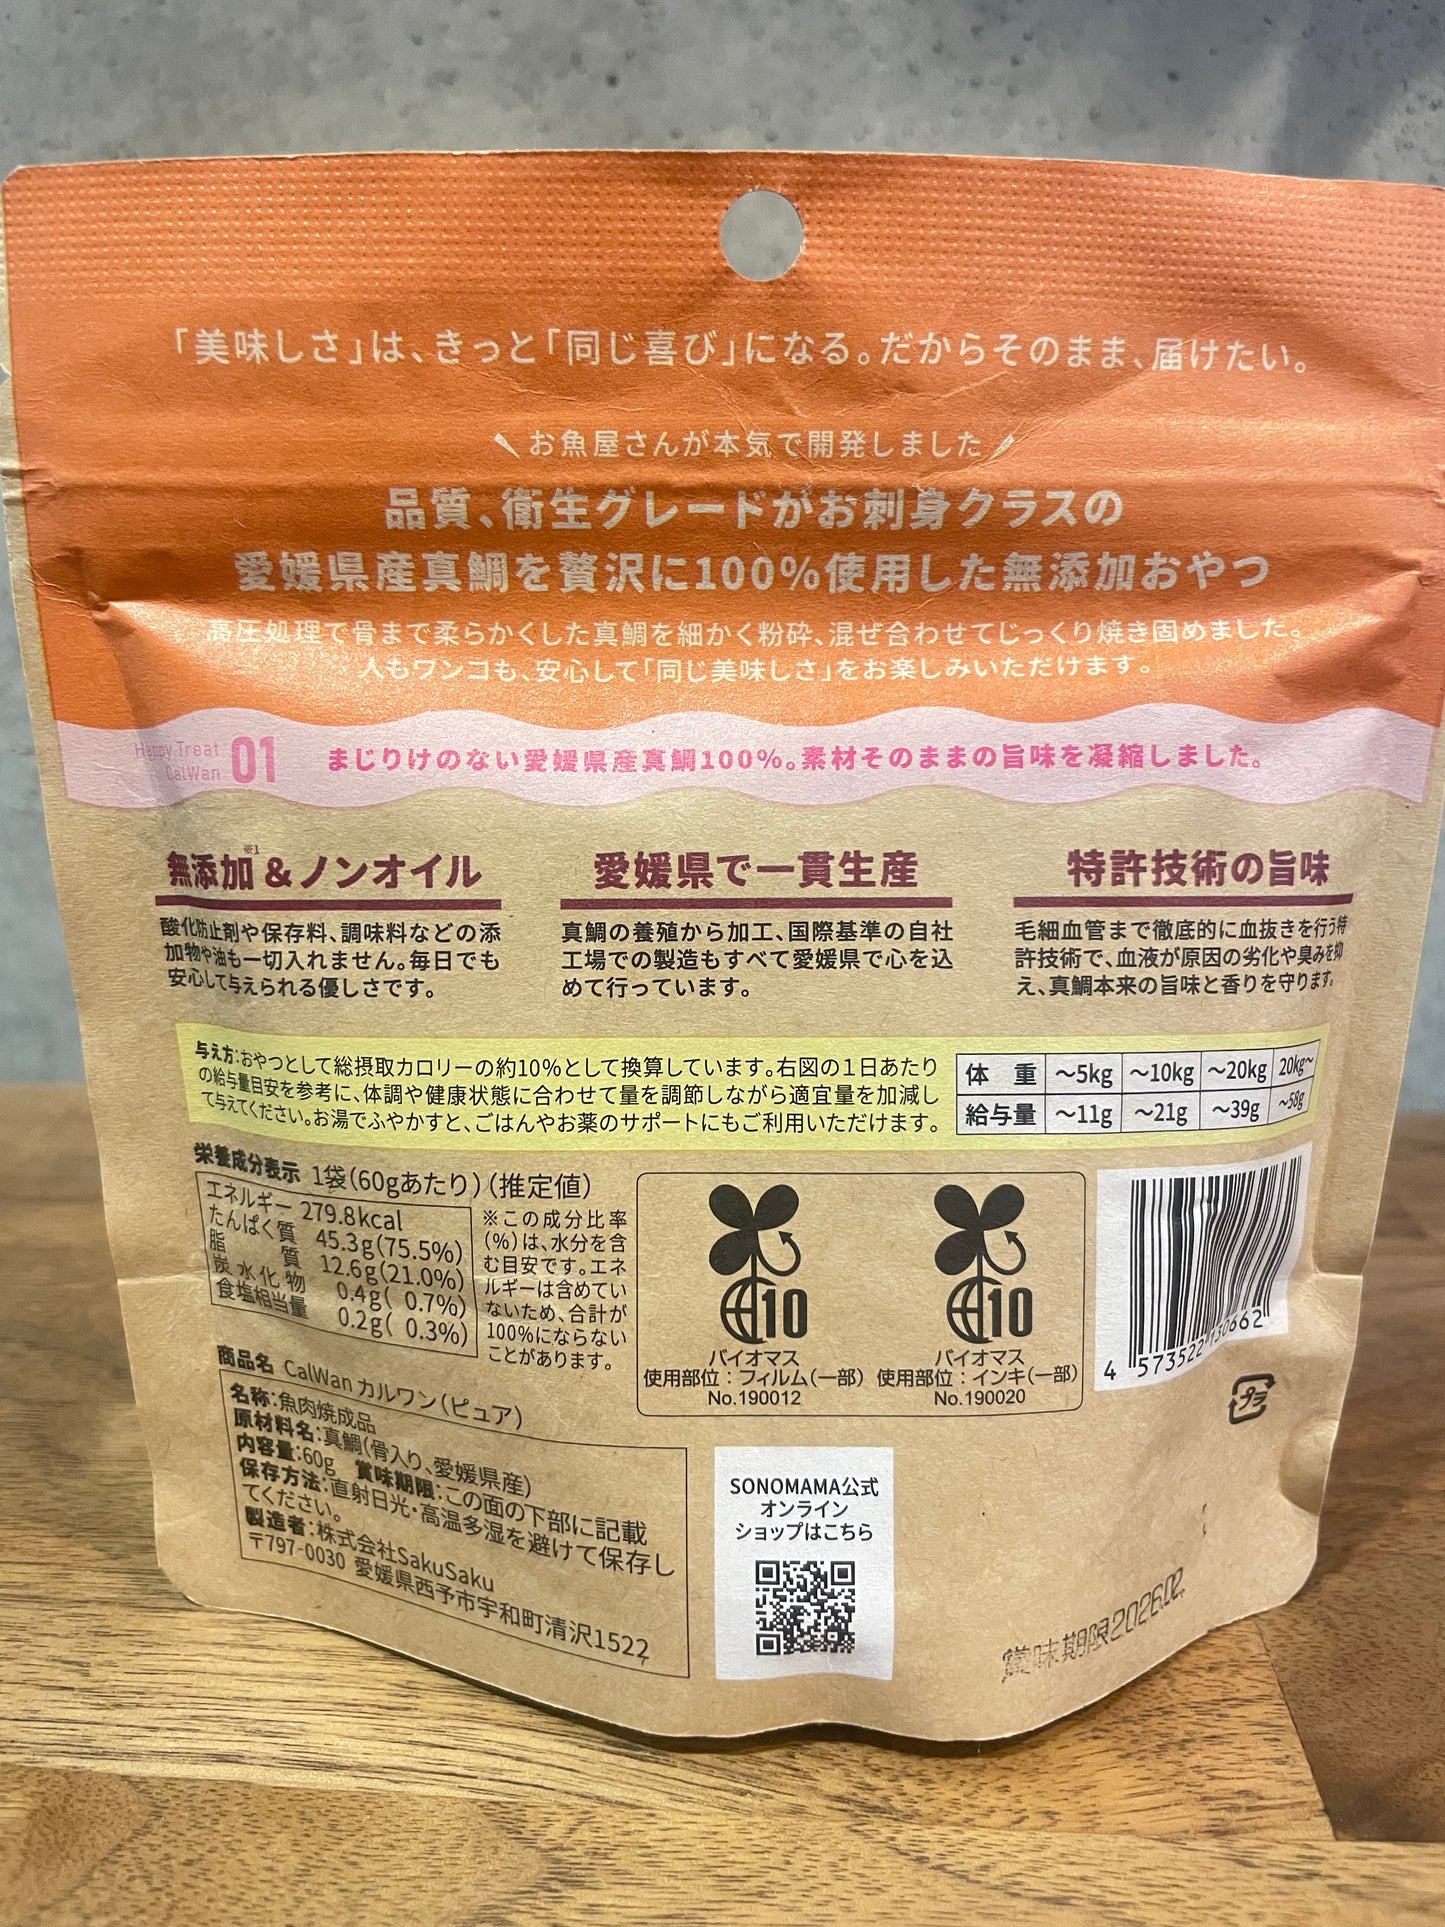 「美味しさ」は、きっと「同じ喜び」になる。だからそのまま、届けたい。
お魚屋さんが本気で開発しました
品質、衛生グレードがお刺身クラスの
愛媛県産真鯛を贅沢に100%使用した無添加おやつ
高圧処理で骨まで柔らかくした真鯛を細かく粉砕、混ぜ合わせてじっくり焼き固めました。
人もワンコも、安心して「同じ美味しさ」をお楽しみいただけます。
Happy Treat
CalWan
01
まじりけのない愛媛県産真鯛100%。素材そのままの旨味を凝縮しました。
無添加※1&ノンオイル
酸化防止剤や保存料、調味料などの添
加物や油も一切入れません。毎日でも
安心して与えられる優しさです。
愛媛県で一貫生産
真鯛の養殖から加工、国際基準の自社
工場での製造もすべて愛媛県で心を込
めて行っています。
特許技術の旨味
毛細血管まで徹底的に血抜きを行う特
許技術で、血液が原因の劣化や臭みを抑
え、真鯛本来の旨味と香りを守ります。
与え方:おやつとして総摂取カロリーの約10%として換算しています。右図の1日あたり
の給与量目安を参考に、体調や健康状態に合わせて量を調節しながら適宜量を加減し
て与えてください。お湯でふやかすと、ごはんやお薬のサポートにもご利用いただけます。
体 重 ～5kg ～10kg ～20kg 20kg～
給与量 ～11g ～21g ～39g ～58g
栄養成分表示 1袋(60gあたり)(推定値)
エネルギー 279.8kcal
たんぱく質 45.3g(75.5%)
脂 質 12.6g(21.0%)
炭水化物 0.4g( 0.7%)
食塩相当量 0.2g( 0.3%)
※この成分比率
(%)は、水分を含
む目安です。エネ
ルギーは含めてい
ないため、合計が
100%にならない
ことがあります。
10
バイオマス
使用部位：フィルム(一部)
No.190012
10
バイオマス
使用部位：インキ(一部)
No.190020
4 573522 130662
プラ
商品名 CalWan カルワン(ピュア)
名称:魚肉焼成品
原材料名:真鯛(骨入り、愛媛県産)
内容量:60g 賞味期限:この面の下部に記載
保存方法:直射日光・高温多湿を避けて保存し
てください。
製造者:株式会社SakuSaku
〒797-0030 愛媛県西予市宇和町清沢1522
SONOMAMA公式
オンライン
ショップはこちら
賞味期限2026.02